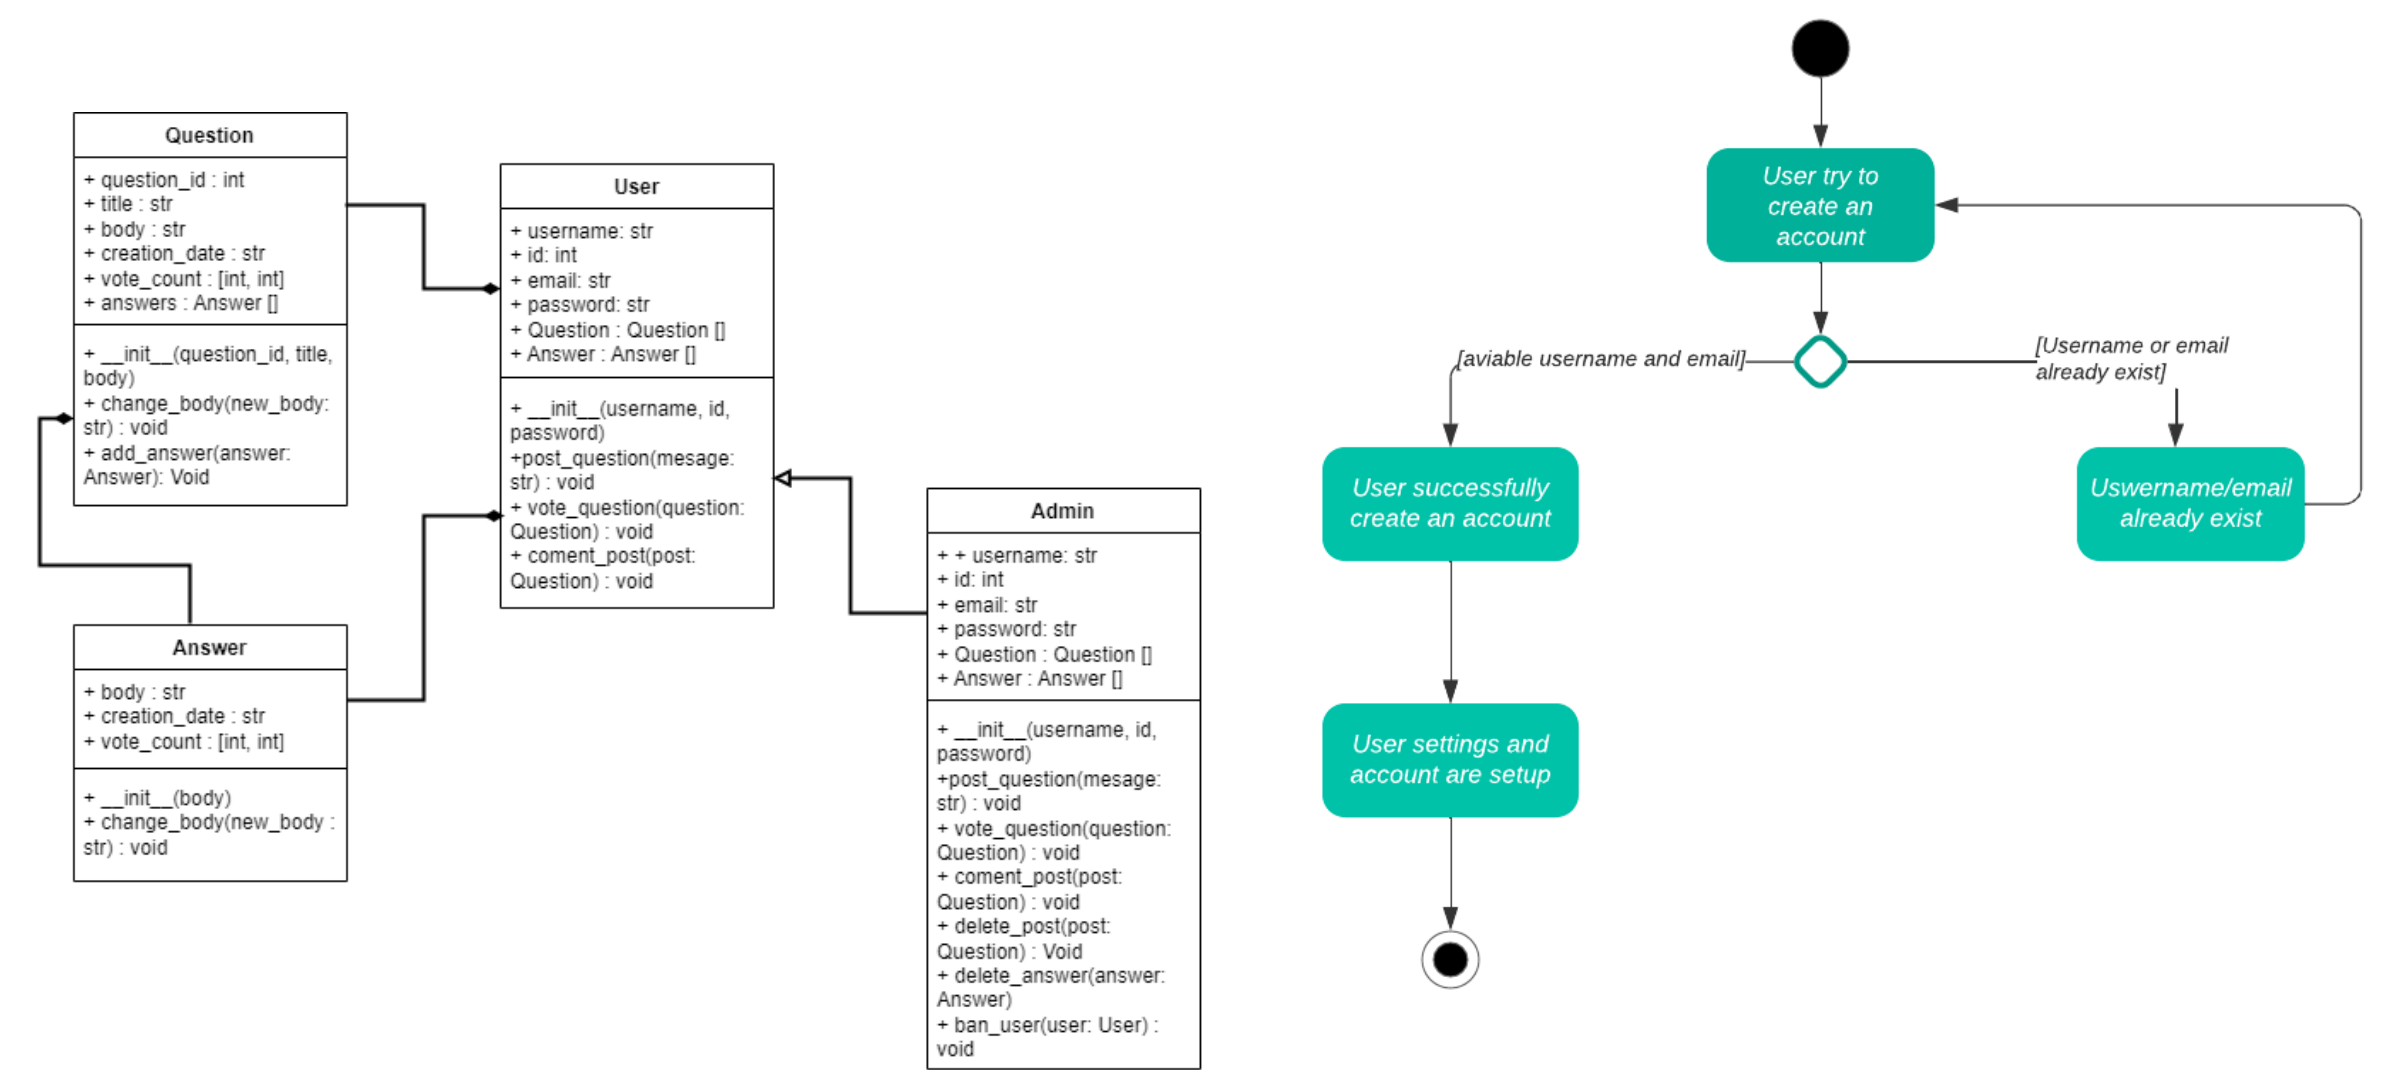 Question
+ question_id : int
+ title : str
+ body : str
+ creation_date : str
+ vote_count : [int, int]
+ answers : Answer []
+ __init__(question_id, title,
body)
+ change_body(new_body:
str) : void
+ add_answer(answer:
Answer): Void
Answer
+ body : str
+ creation_date : str
+ vote_count : [int, int]
+ __init__(body)
+ change_body(new_body :
str) : void
User
+ username: str
+ id: int
+ email: str
+ password: str
+ Question : Question []
+ Answer : Answer []
+ __init__(username, id,
password)
+post_question(mesage:
str) : void
+ vote_question(question:
Question) : void
+ coment_post(post:
Question) : void
Admin
+ + username: str
+ id: int
+ email: str
+ password: str
+ Question : Question []
+ Answer : Answer []
+ __init__(username, id,
password)
+post_question(mesage:
str) : void
+ vote_question(question:
Question) : void
+ coment_post(post:
Question) : void
+ delete_post(post:
Question) : Void
+ delete_answer(answer:
Answer)
+ ban_user(user: User) :
void
User try to
create an
account
[aviable username and email]
[Username or email
already exist]
User successfully
create an account
Uswername/email
already exist
User settings and
account are setup